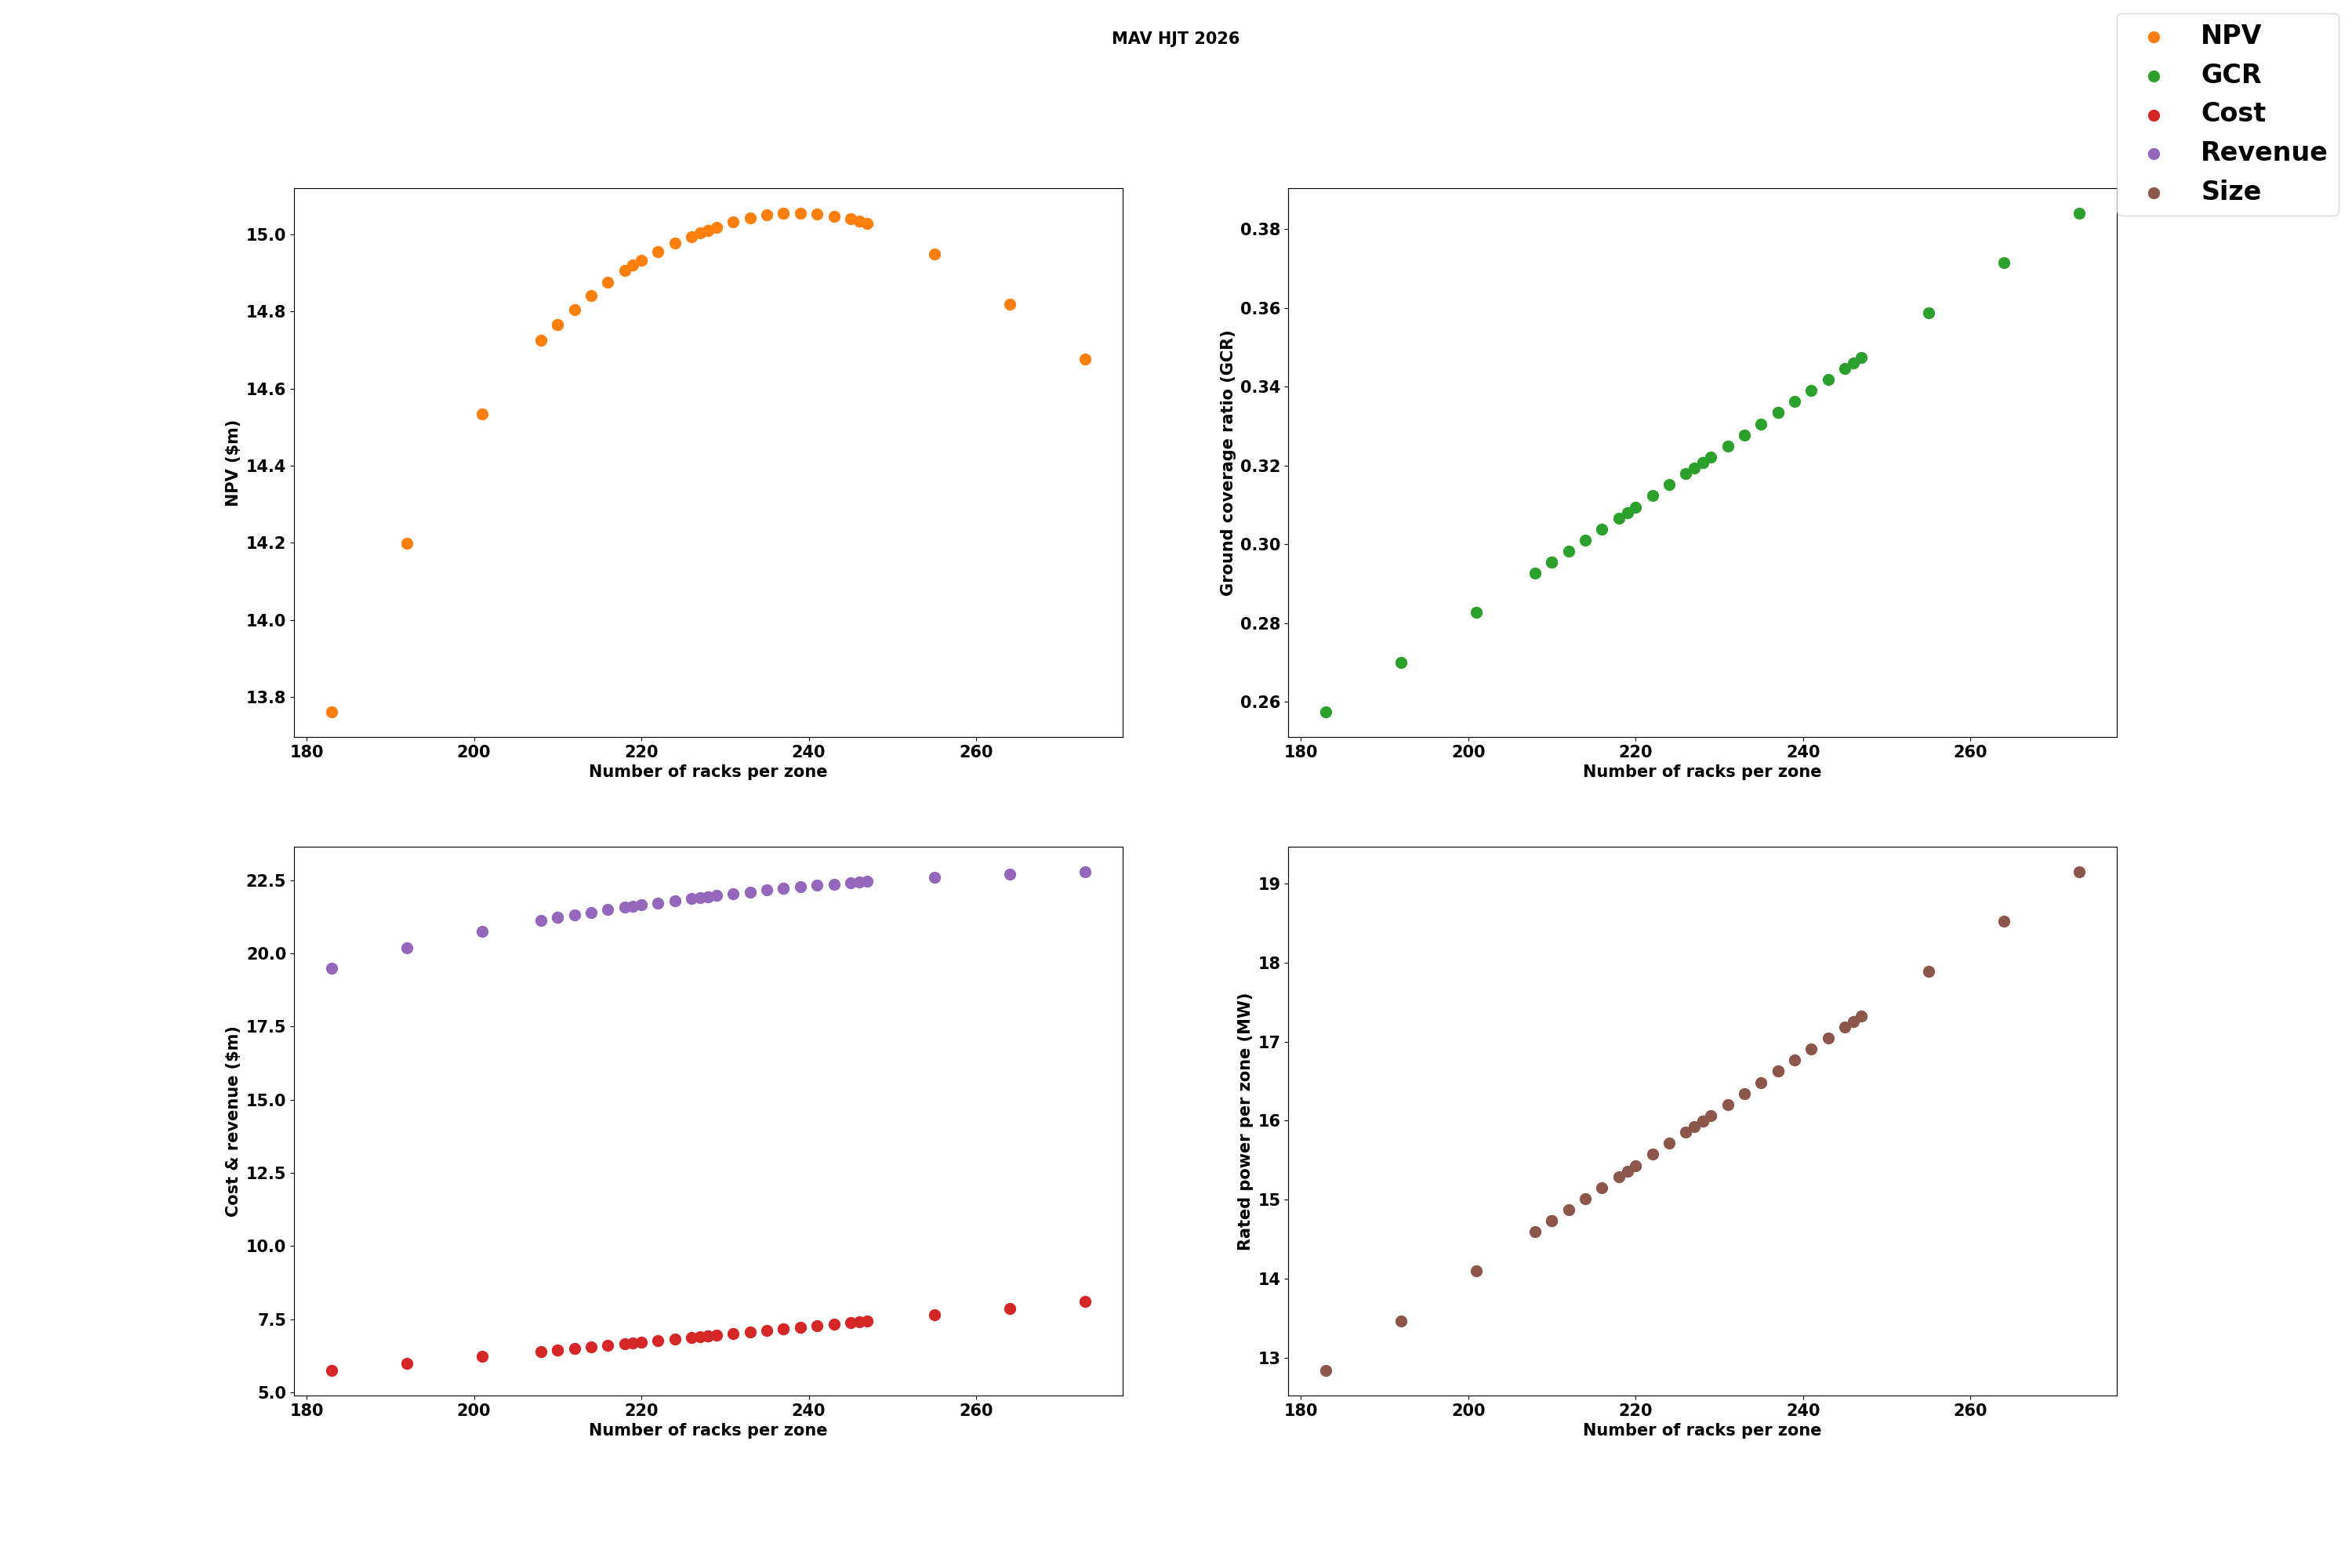 MAV HJT 2026
NPV
GCR
Cost
Revenue
Size
NPV ($m)
15.0
14.8
14.6
14.4
14.2
14.0
13.8
180 200 220 240 260
Number of racks per zone
Ground coverage ratio (GCR)
0.38
0.36
0.34
0.32
0.30
0.28
0.26
180 200 220 240 260
Number of racks per zone
Cost & revenue ($m)
22.5
20.0
17.5
15.0
12.5
10.0
7.5
5.0
180 200 220 240 260
Number of racks per zone
Rated power per zone (MW)
19
18
17
16
15
14
13
180 200 220 240 260
Number of racks per zone